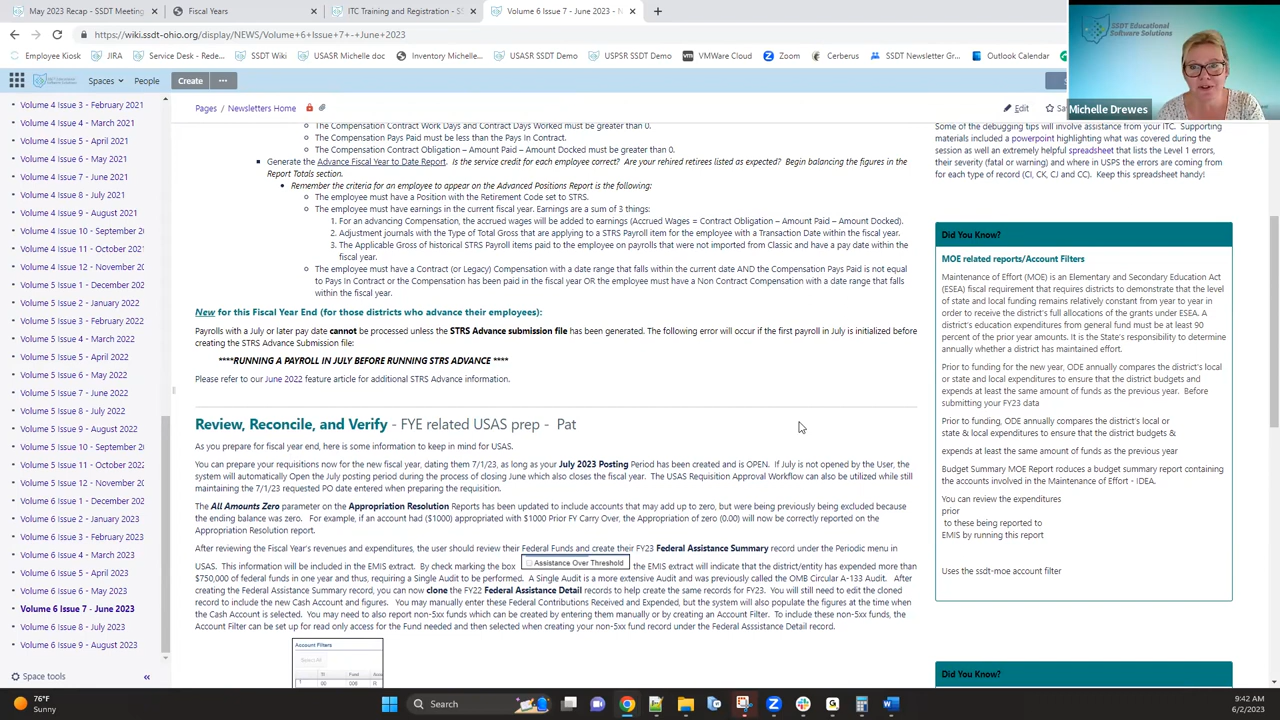 May 2023 Recap - SSDT Meeting
Fiscal Years
ITC Training and Registration - SS
Volume 6 Issue 7 - June 2023 - N
https://wiki.ssdt-ohio.org/display/NEWS/Volume+6+Issue+7+-+June+2023
Employee Kiosk
JIRA
Service Desk - Rede...
SSDT Wiki
USASR Michelle doc
Inventory Michelle...
USASR SSDT Demo
USPSR SSDT Demo
VMWare Cloud
Zoom
Cerberus
SSDT Newsletter Gr...
Outlook Calendar
SSDT Educational
Software Solutions
Michelle Drewes
Spaces
People
Create
Pages / Newsletters Home
Edit
Volume 4 Issue 3 - February 2021
Volume 4 Issue 4 - March 2021
Volume 4 Issue 5 - April 2021
Volume 4 Issue 6 - May 2021
Volume 4 Issue 7 - June 2021
Volume 4 Issue 8 - July 2021
Volume 4 Issue 9 - August 2021
Volume 4 Issue 10 - September 2021
Volume 4 Issue 11 - October 2021
Volume 4 Issue 12 - November 20
Volume 5 Issue 1 - December 2021
Volume 5 Issue 2 - January 2022
Volume 5 Issue 3 - February 2022
Volume 5 Issue 4 - March 2022
Volume 5 Issue 5 - April 2022
Volume 5 Issue 6 - May 2022
Volume 5 Issue 7 - June 2022
Volume 5 Issue 8 - July 2022
Volume 5 Issue 9 - August 2022
Volume 5 Issue 10 - September 20
Volume 5 Issue 11 - October 2022
Volume 5 Issue 12 - November 20
Volume 6 Issue 1 - December 2022
Volume 6 Issue 2 - January 2023
Volume 6 Issue 3 - February 2023
Volume 6 Issue 4 - March 2023
Volume 6 Issue 5 - April 2023
Volume 6 Issue 6 - May 2023
Volume 6 Issue 7 - June 2023
Volume 6 Issue 8 - July 2023
Volume 6 Issue 9 - August 2023
Space tools
The Compensation Contract Work Days and Contract Days Worked must be greater than 0.
The Compensation Pays Paid must be less than the Pays In Contract.
The Compensation Contract Obligation – Amount Paid – Amount Docked must be greater than 0.
Generate the Advance Fiscal Year to Date Report. Is the service credit for each employee correct? Are your rehired retirees listed as expected? Begin balancing the figures in the
Report Totals section.
Remember the criteria for an employee to appear on the Advanced Positions Report is the following:
The employee must have a Position with the Retirement Code set to STRS.
The employee must have earnings in the current fiscal year. Earnings are a sum of 3 things:
1. For an advancing Compensation, the accrued wages will be added to earnings (Accrued Wages = Contract Obligation – Amount Paid – Amount Docked).
2. Adjustment journals with the Type of Total Gross that are applying to a STRS Payroll item for the employee with a Transaction Date within the fiscal year.
3. The Applicable Gross of historical STRS Payroll items paid to the employee on payrolls that were not imported from Classic and have a pay date within the
fiscal year.
The employee must have a Contract (or Legacy) Compensation with a date range that falls within the current date AND the Compensation Pays Paid is not equal
to Pays In Contract or the Compensation has been paid in the fiscal year OR the employee must have a Non Contract Compensation with a date range that falls
within the fiscal year.
New for this Fiscal Year End (for those districts who advance their employees):
Payrolls with a July or later pay date cannot be processed unless the STRS Advance submission file has been generated. The following error will occur if the first payroll in July is initialized before
creating the STRS Advance Submission file:
****RUNNING A PAYROLL IN JULY BEFORE RUNNING STRS ADVANCE ****
Please refer to our June 2022 feature article for additional STRS Advance information.
Review, Reconcile, and Verify - FYE related USAS prep - Pat
As you prepare for fiscal year end, here is some information to keep in mind for USAS.
You can prepare your requisitions now for the new fiscal year, dating them 7/1/23, as long as your July 2023 Posting Period has been created and is OPEN. If July is not opened by the User, the
system will automatically Open the July posting period during the process of closing June which also closes the fiscal year. The USAS Requisition Approval Workflow can also be utilized while still
maintaining the 7/1/23 requested PO date entered when preparing the requisition.
The All Amounts Zero parameter on the Appropriation Resolution Reports has been updated to include accounts that may add up to zero, but were being previously being excluded because
the ending balance was zero. For example, if an account had ($1000) appropriated with $1000 Prior FY Carry Over, the Appropriation of zero (0.00) will now be correctly reported on the
Appropriation Resolution report.
After reviewing the Fiscal Year's revenues and expenditures, the user should review their Federal Funds and create their FY23 Federal Assistance Summary record under the Periodic menu in
USAS. This information will be included in the EMIS extract. By check marking the box Assistance Over Threshold the EMIS extract will indicate that the district/entity has expended more than
$750,000 of federal funds in one year and thus, requiring a Single Audit to be performed. A Single Audit is a more extensive Audit and was previously called the OMB Circular A-133 Audit. After
creating the Federal Assistance Summary record, you can now clone the FY22 Federal Assistance Detail records to help create the same records for FY23. You will still need to edit the cloned
record to include the new Cash Account and figures. You may manually enter these Federal Contributions Received and Expended, but the system will also populate the figures at the time when
the Cash Account is selected. You may need to also report non-5xx funds which can be created by entering them manually or by creating an Account Filter. To include these non-5xx funds, the
Account Filter can be set up for read only access for the Fund needed and then selected when creating your non-5xx fund record under the Federal Asssistance Detail record.
Account Filters
TI Fund
1 00 006 R
Some of the debugging tips will involve assistance from your ITC. Supporting
materials included a powerpoint highlighting what was covered during the
session as well an extremely helpful spreadsheet that lists the Level 1 errors,
their severity (fatal or warning) and where in USPS the errors are coming from
for each type of record (CI, CK, CJ and CC). Keep this spreadsheet handy!
Did You Know?
MOE related reports/Account Filters
Maintenance of Effort (MOE) is an Elementary and Secondary Education Act
(ESEA) fiscal requirement that requires districts to demonstrate that the level
of state and local funding remains relatively constant from year to year in
order to receive the district's full allocations of the grants under ESEA. A
district's education expenditures from general fund must be at least 90
percent of the prior year amounts. It is the State's responsibility to determine
annually whether a district has maintained effort.
Prior to funding for the new year, ODE annually compares the district's local
or state and local expenditures to ensure that the district budgets and
expends at least the same amount of funds as the previous year. Before
submitting your FY23 data
Prior to funding, ODE annually compares the district's local or
state & local expenditures to ensure that the district budgets &
expends at least the same amount of funds as the previous year
Budget Summary MOE Report roduces a budget summary report containing
the accounts involved in the Maintenance of Effort - IDEA.
You can review the expenditures
prior
to these being reported to
EMIS by running this report
Uses the ssdt-moe account filter
Did You Know?
76°F
Sunny
Search
9:42 AM
6/2/2023